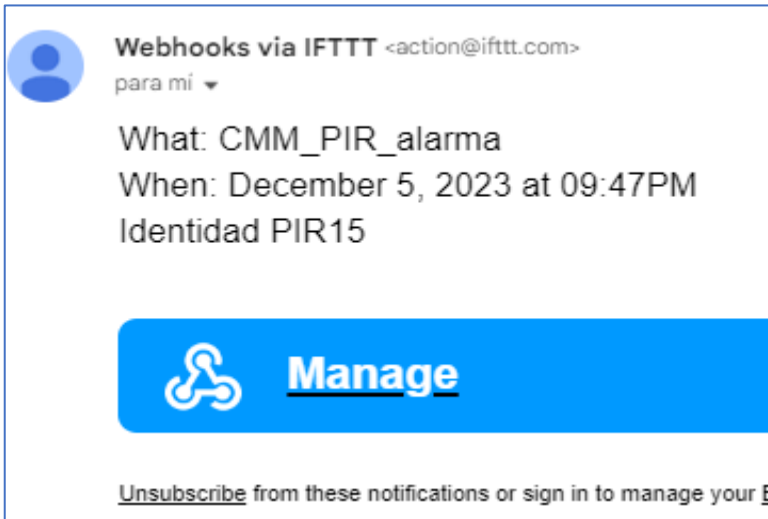 Webhooks via IFTTT <action@ifttt.com>
para mí
What: CMM_PIR_alarma
When: December 5, 2023 at 09:47PM
Identidad PIR15
Manage
Unsubscribe from these notifications or sign in to manage your